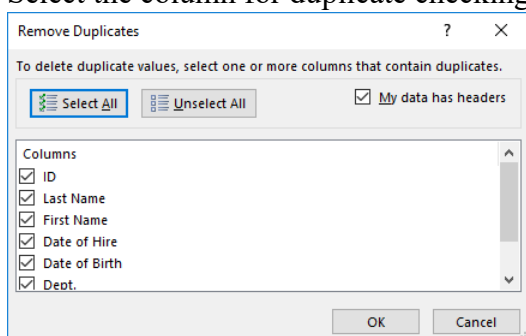 Select the column for duplicate checking
Remove Duplicates ? ×
To delete duplicate values, select one or more columns that contain duplicates.
Select All Unselect All My data has headers
Columns
ID
Last Name
First Name
Date of Hire
Date of Birth
Dept.
OK Cancel